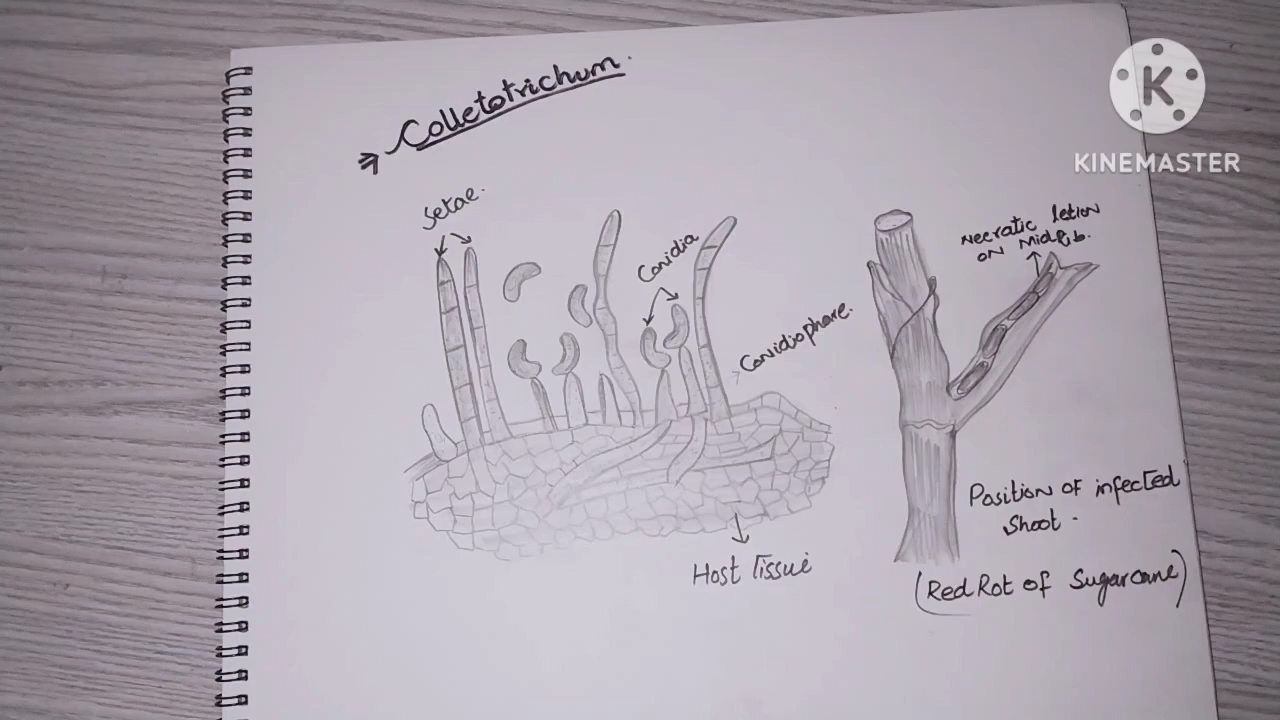 Colletotrichum.
Setae.
Conidia
Conidiophore.
Host Tissue
Necratic letion
on Midrib.
Position of infected
shoot.
(Red Rot of Sugarcane)
K
KINEMASTER